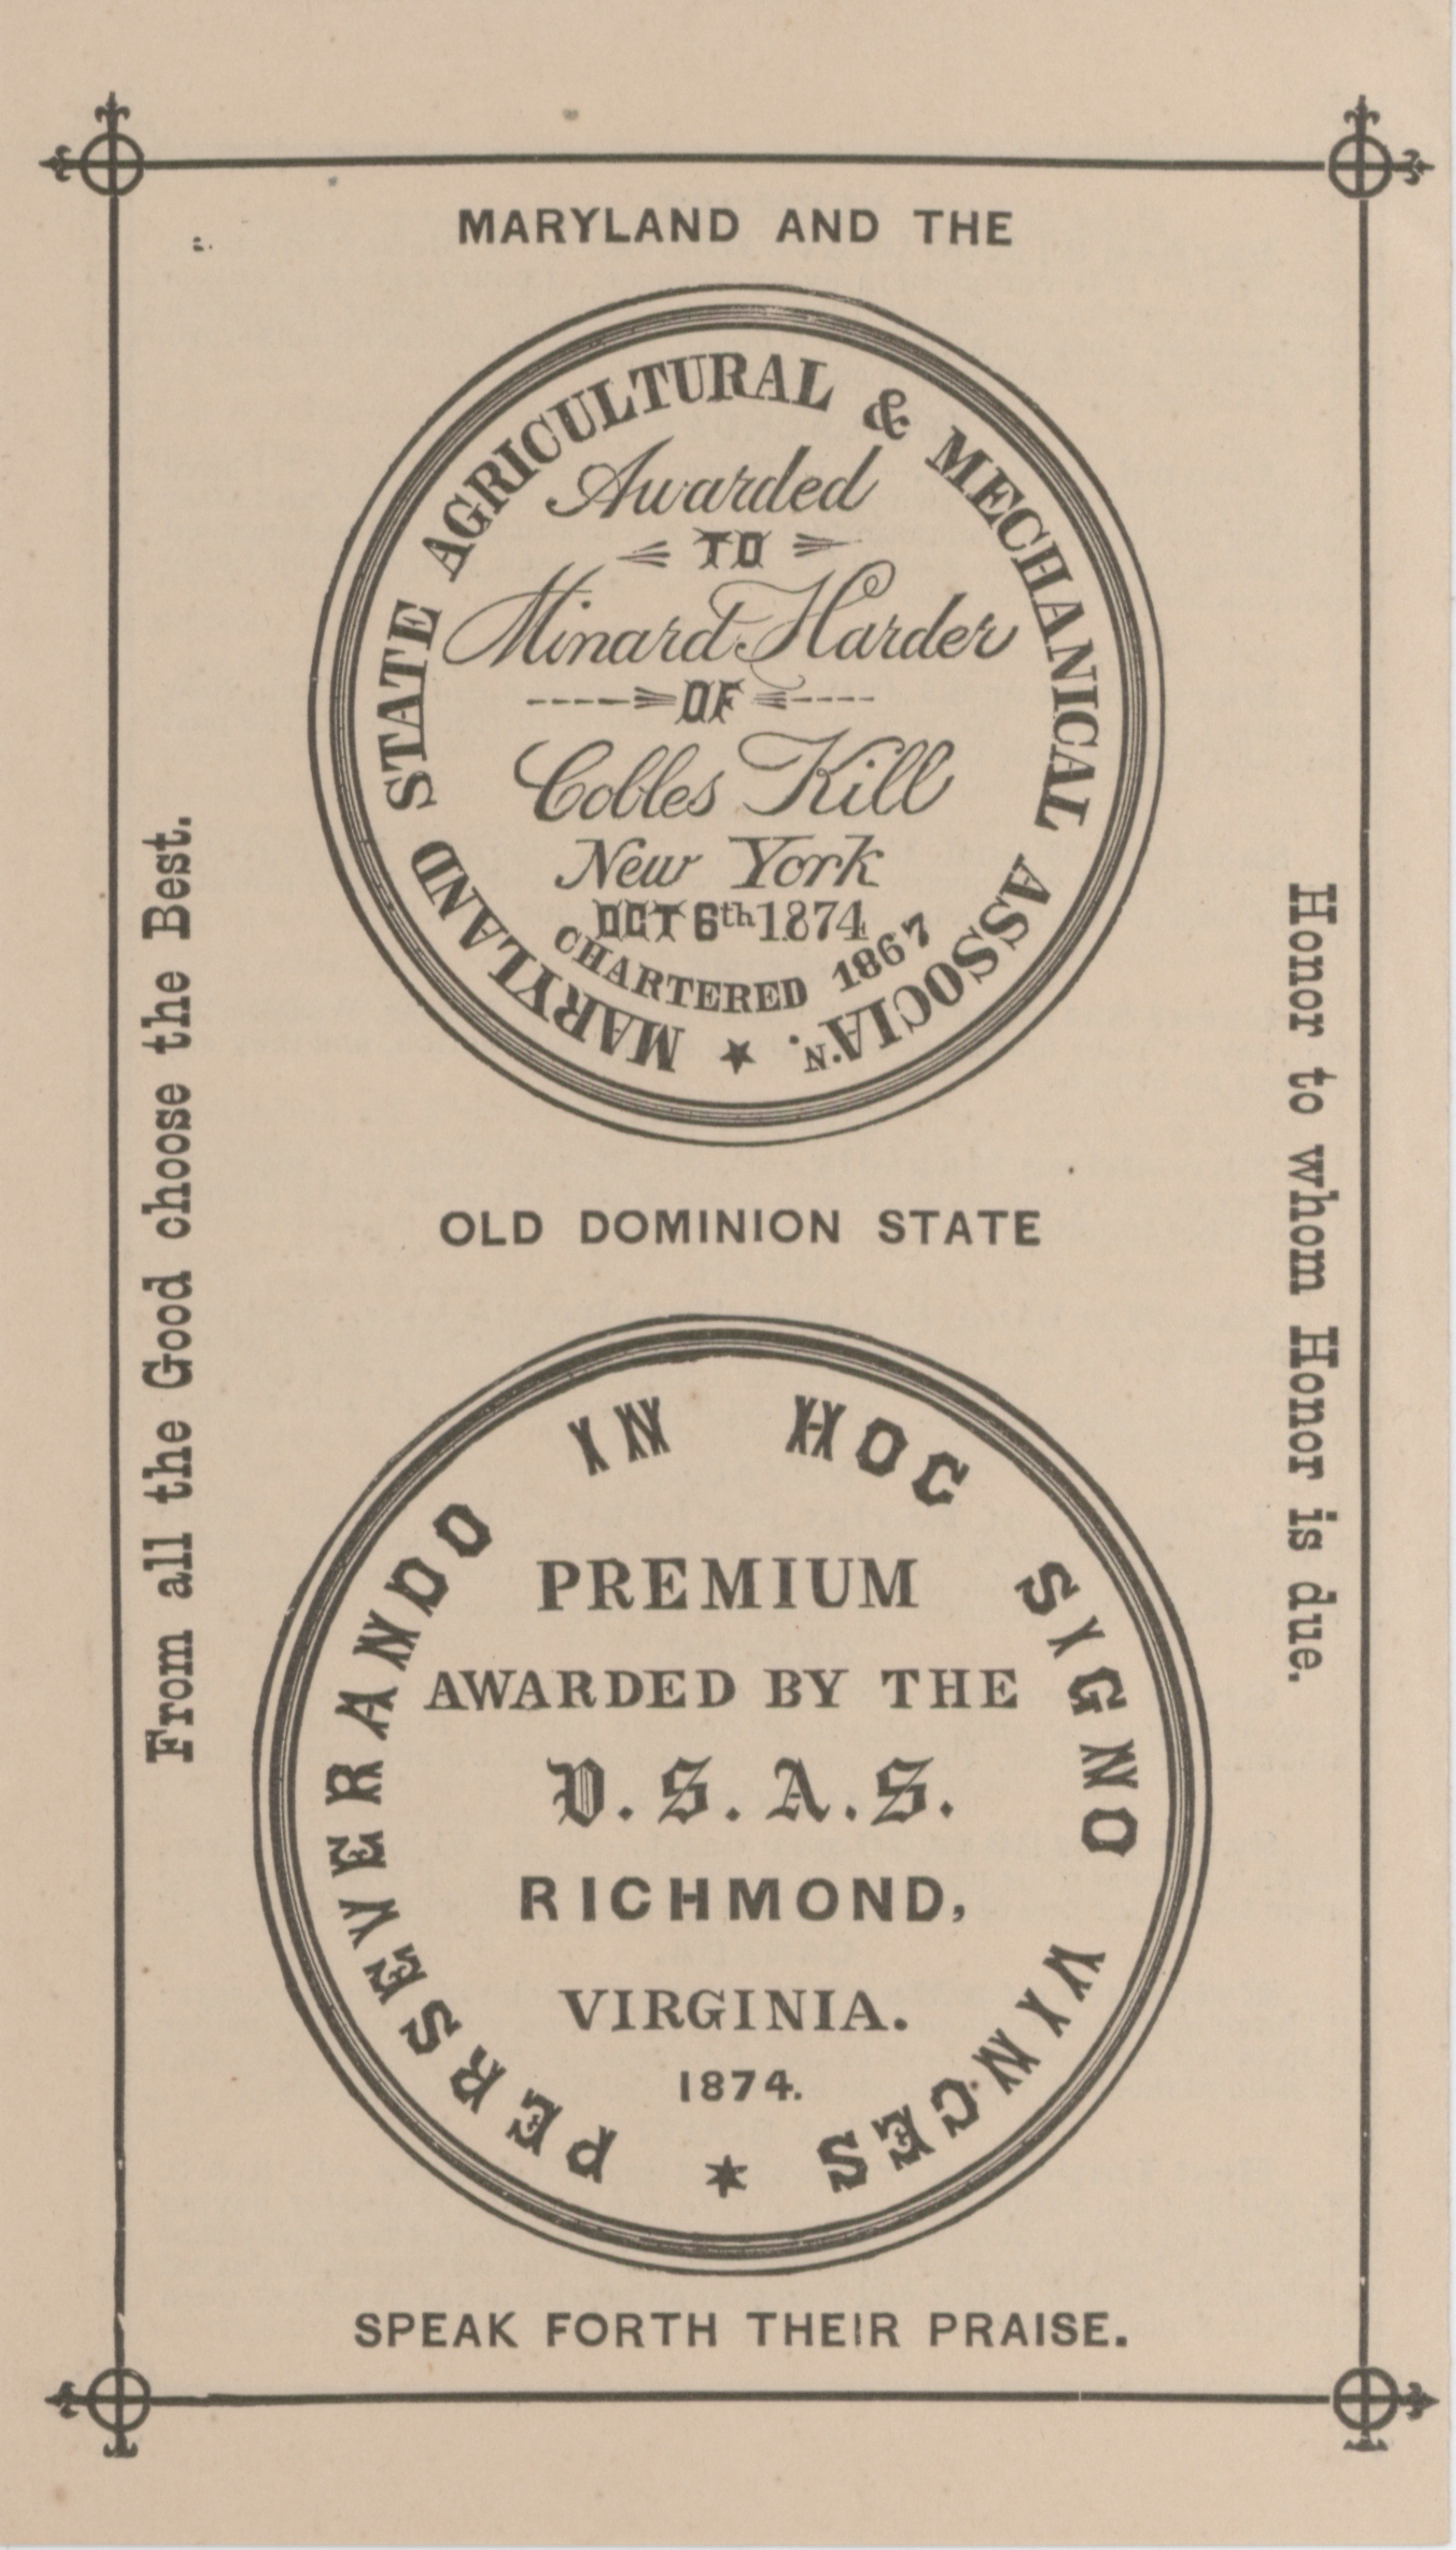 MARYLAND AND THE
MARYLAND STATE AGRICULTURAL & MECHANICAL ASSOCIA'N.
Awarded
TO
Minard Harder
OF
Cobles Kill
New York
OCT 6th 1874
CHARTERED 1867
OLD DOMINION STATE
PERSEVERANDO IN HOC SIGNO VINCES
PREMIUM
AWARDED BY THE
V.S.A.S.
RICHMOND,
VIRGINIA.
1874.
SPEAK FORTH THEIR PRAISE.
From all the Good choose the Best.
Honor to whom Honor is due.